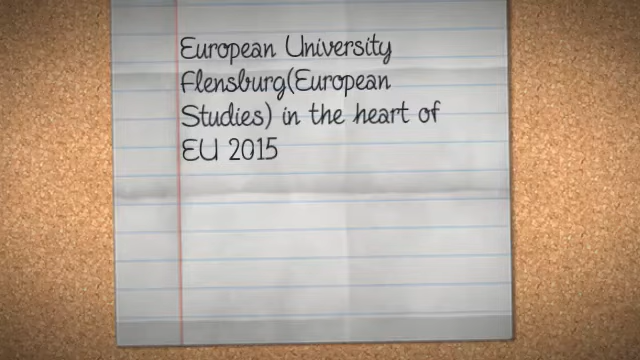 European University
Flensburg(European
Studies) in the heart of
EU 2015